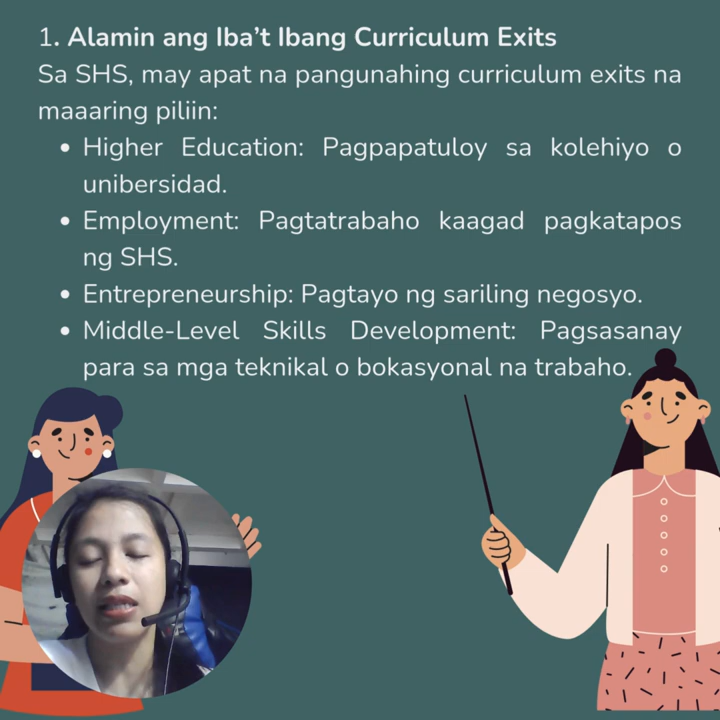 1. Alamin ang Iba’t Ibang Curriculum Exits
Sa SHS, may apat na pangunahing curriculum exits na
maaaring piliin:
• Higher Education: Pagpapatuloy sa kolehiyo o
unibersidad.
• Employment: Pagtatrabaho kaagad pagkatapos
ng SHS.
• Entrepreneurship: Pagtayo ng sariling negosyo.
• Middle-Level Skills Development: Pagsasanay
para sa mga teknikal o bokasyonal na trabaho.